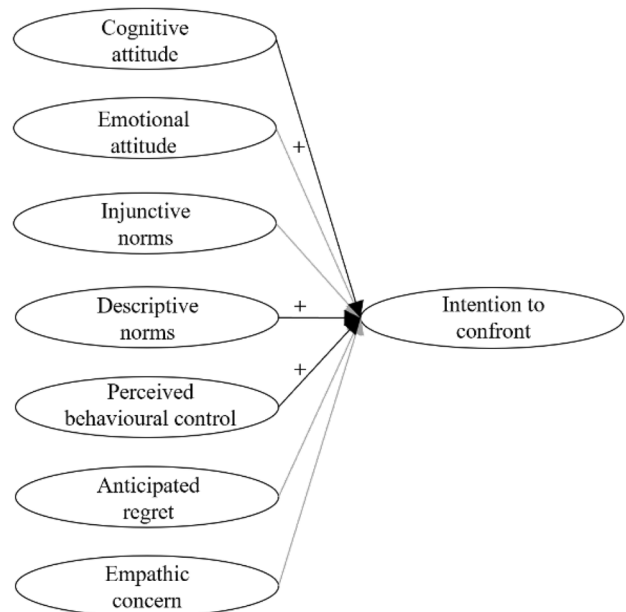 Cognitive
attitude
Emotional
attitude
+
Injunctive
norms
Descriptive
norms
+
Intention to
confront
+
Perceived
behavioural control
Anticipated
regret
Empathic
concern